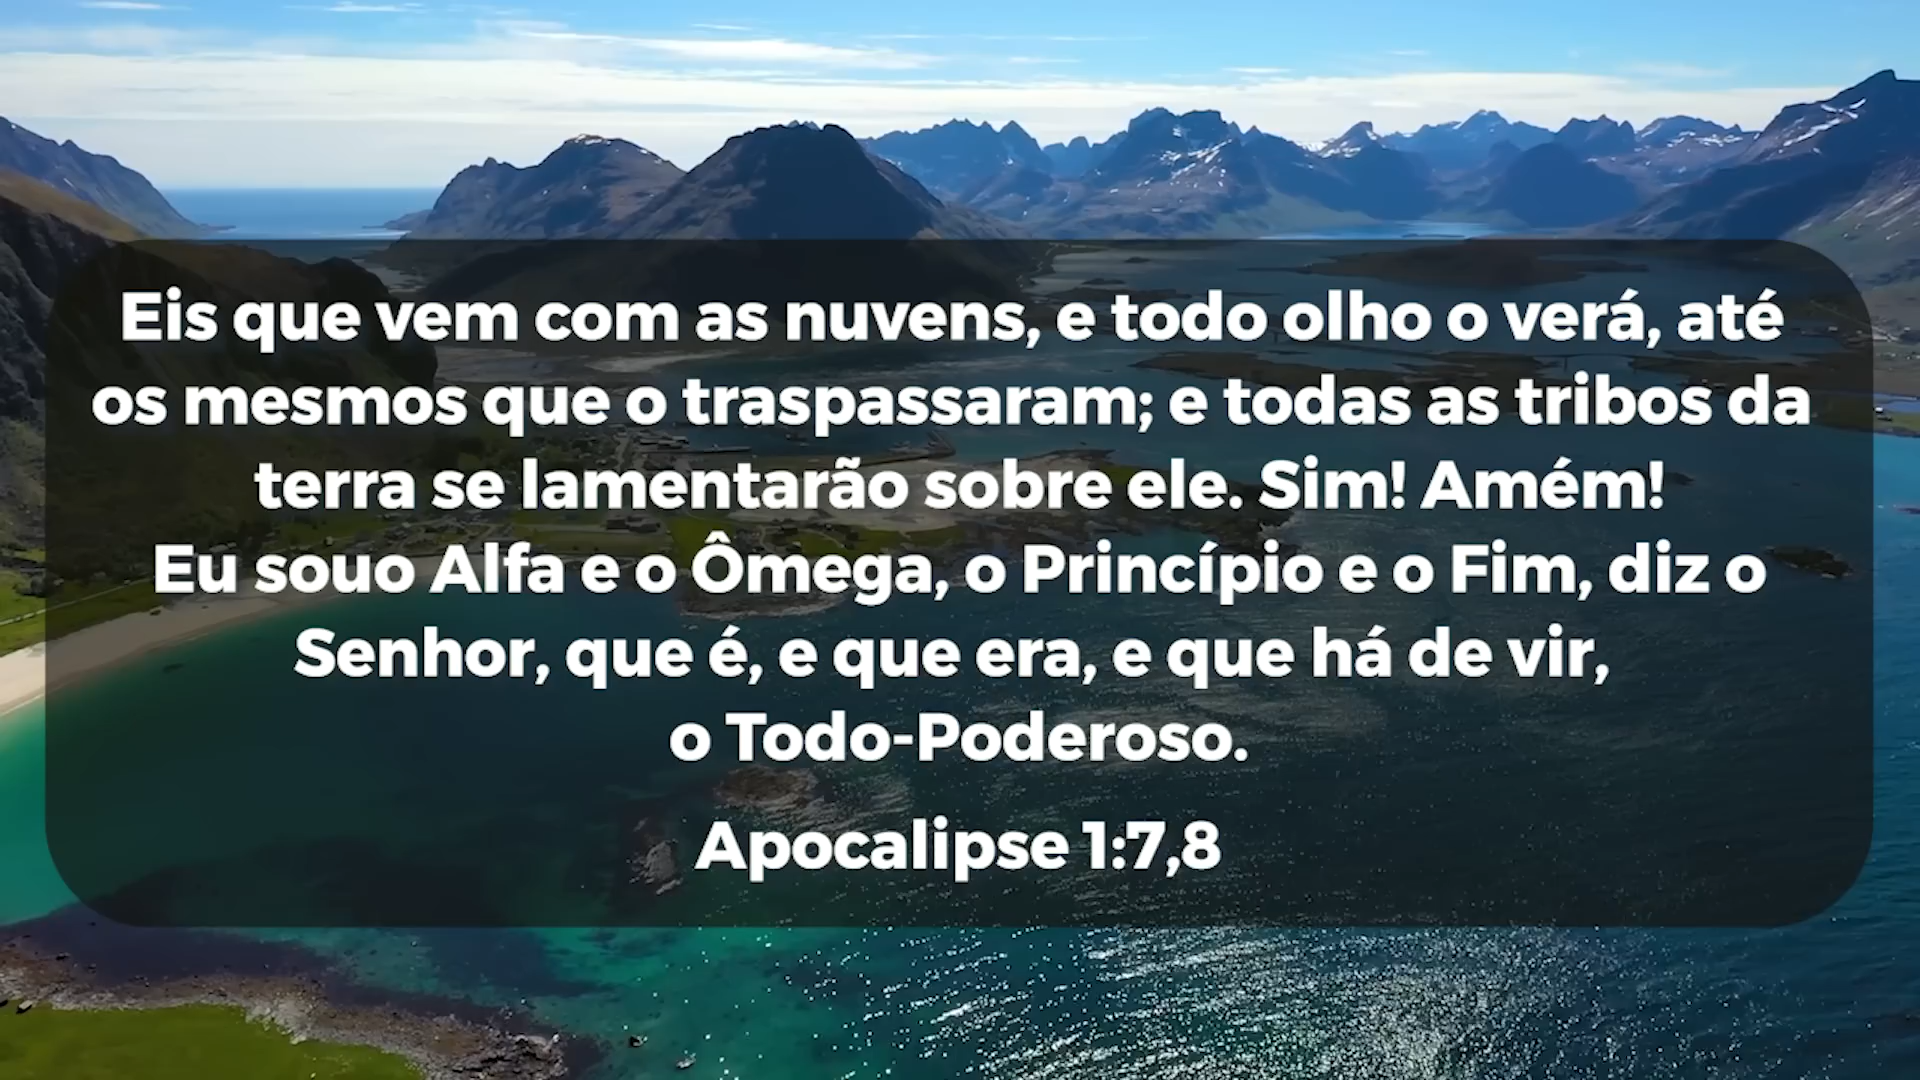 Eis que vem com as nuvens, e todo olho o verá, até
os mesmos que o traspassaram; e todas as tribos da
terra se lamentarão sobre ele. Sim! Amém!
Eu souo Alfa e o Ômega, o Princípio e o Fim, diz o
Senhor, que é, e que era, e que há de vir,
o Todo-Poderoso.
Apocalipse 1:7,8